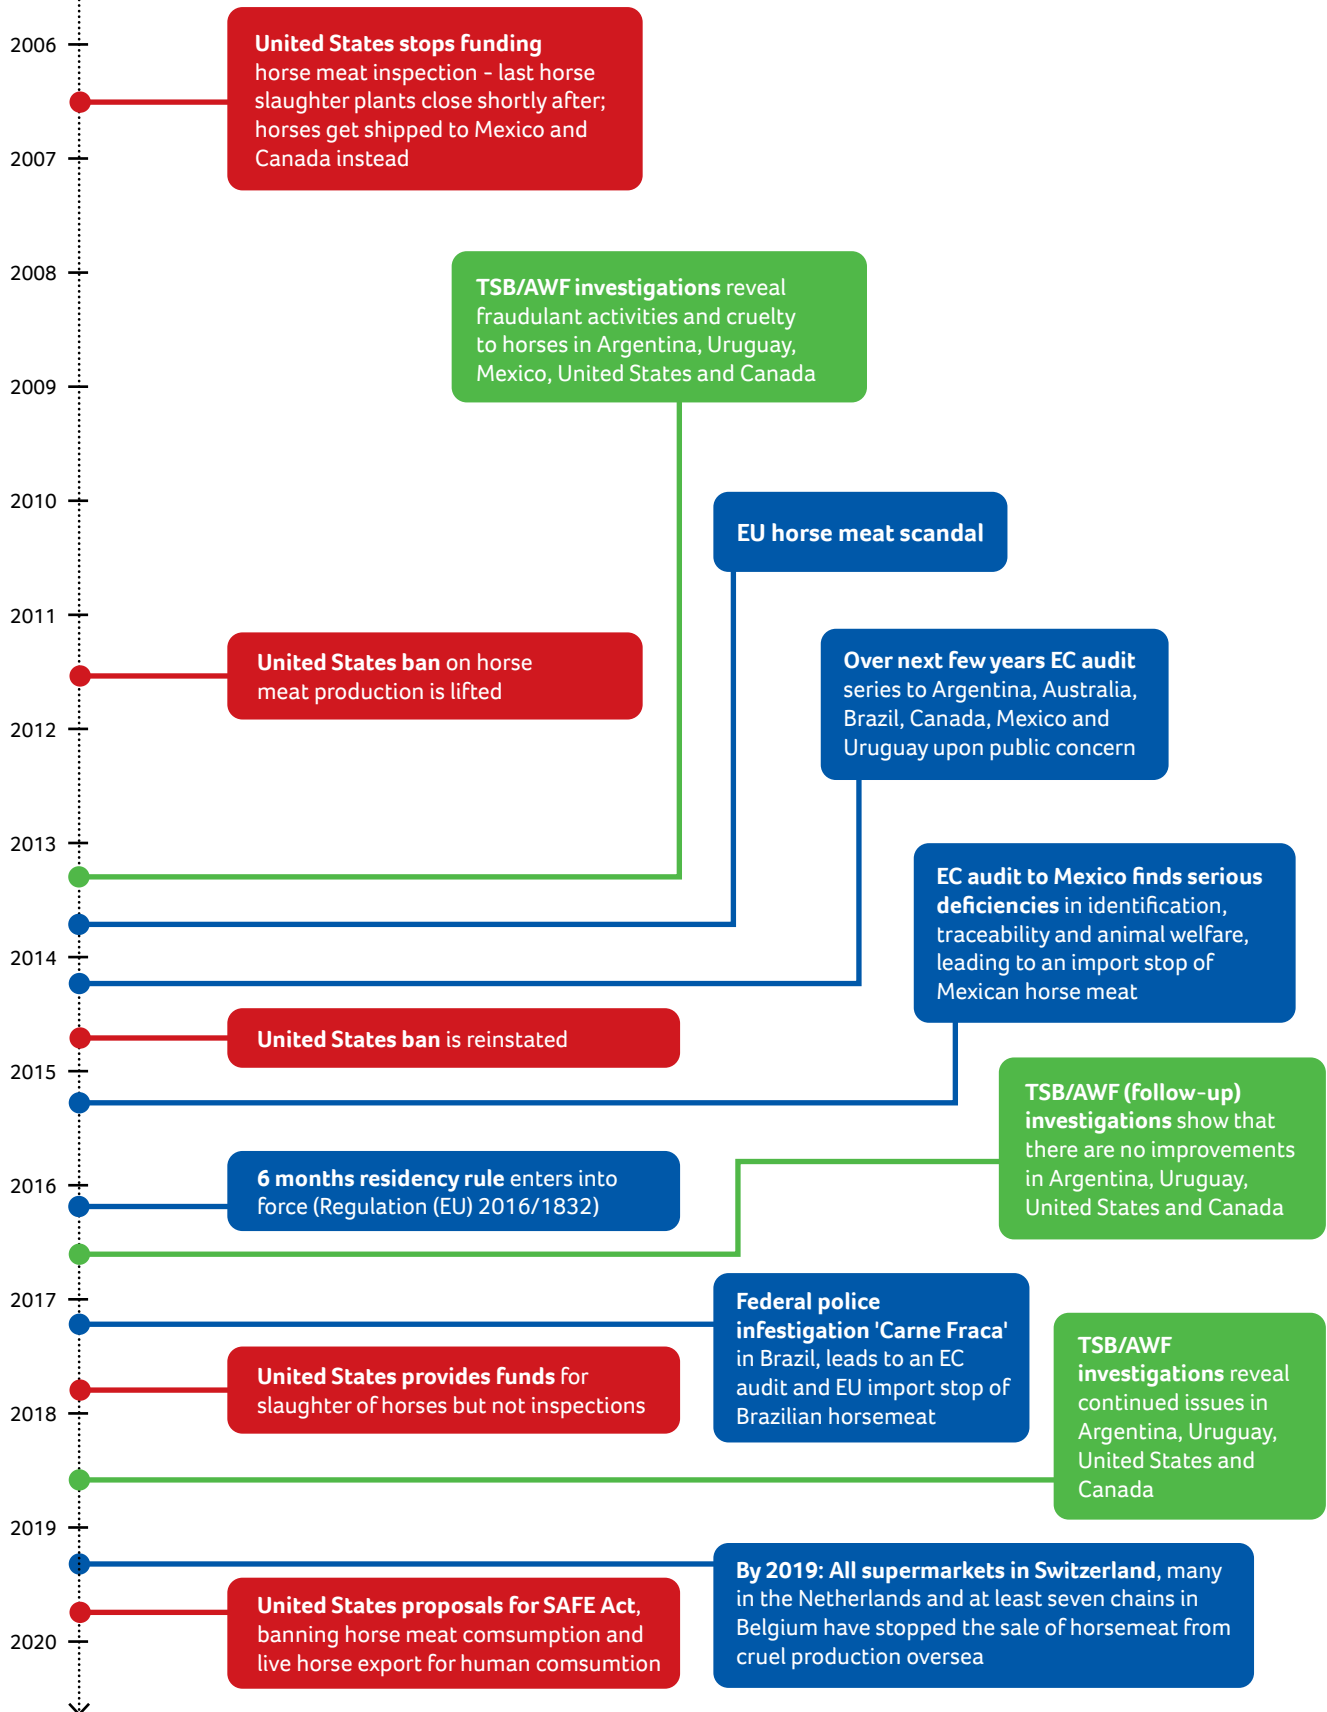 2006
United States stops funding
horse meat inspection - last horse
slaughter plants close shortly after;
horses get shipped to Mexico and
Canada instead
2007
2008
TSB/AWF investigations reveal
fraudulant activities and cruelty
to horses in Argentina, Uruguay,
Mexico, United States and Canada
2009
2010
EU horse meat scandal
2011
United States ban on horse
meat production is lifted
Over next few years EC audit
series to Argentina, Australia,
Brazil, Canada, Mexico and
Uruguay upon public concern
2012
2013
EC audit to Mexico finds serious
deficiencies in identification,
traceability and animal welfare,
leading to an import stop of
Mexican horse meat
2014
United States ban is reinstated
2015
TSB/AWF (follow-up)
investigations show that
there are no improvements
in Argentina, Uruguay,
United States and Canada
6 months residency rule enters into
force (Regulation (EU) 2016/1832)
2016
2017
Federal police
infestigation 'Carne Fraca'
in Brazil, leads to an EC
audit and EU import stop of
Brazilian horsemeat
United States provides funds for
slaughter of horses but not inspections
TSB/AWF
investigations reveal
continued issues in
Argentina, Uruguay,
United States and
Canada
2018
2019
By 2019: All supermarkets in Switzerland, many
in the Netherlands and at least seven chains in
Belgium have stopped the sale of horsemeat from
cruel production oversea
United States proposals for SAFE Act,
banning horse meat comsumption and
live horse export for human comsumtion
2020